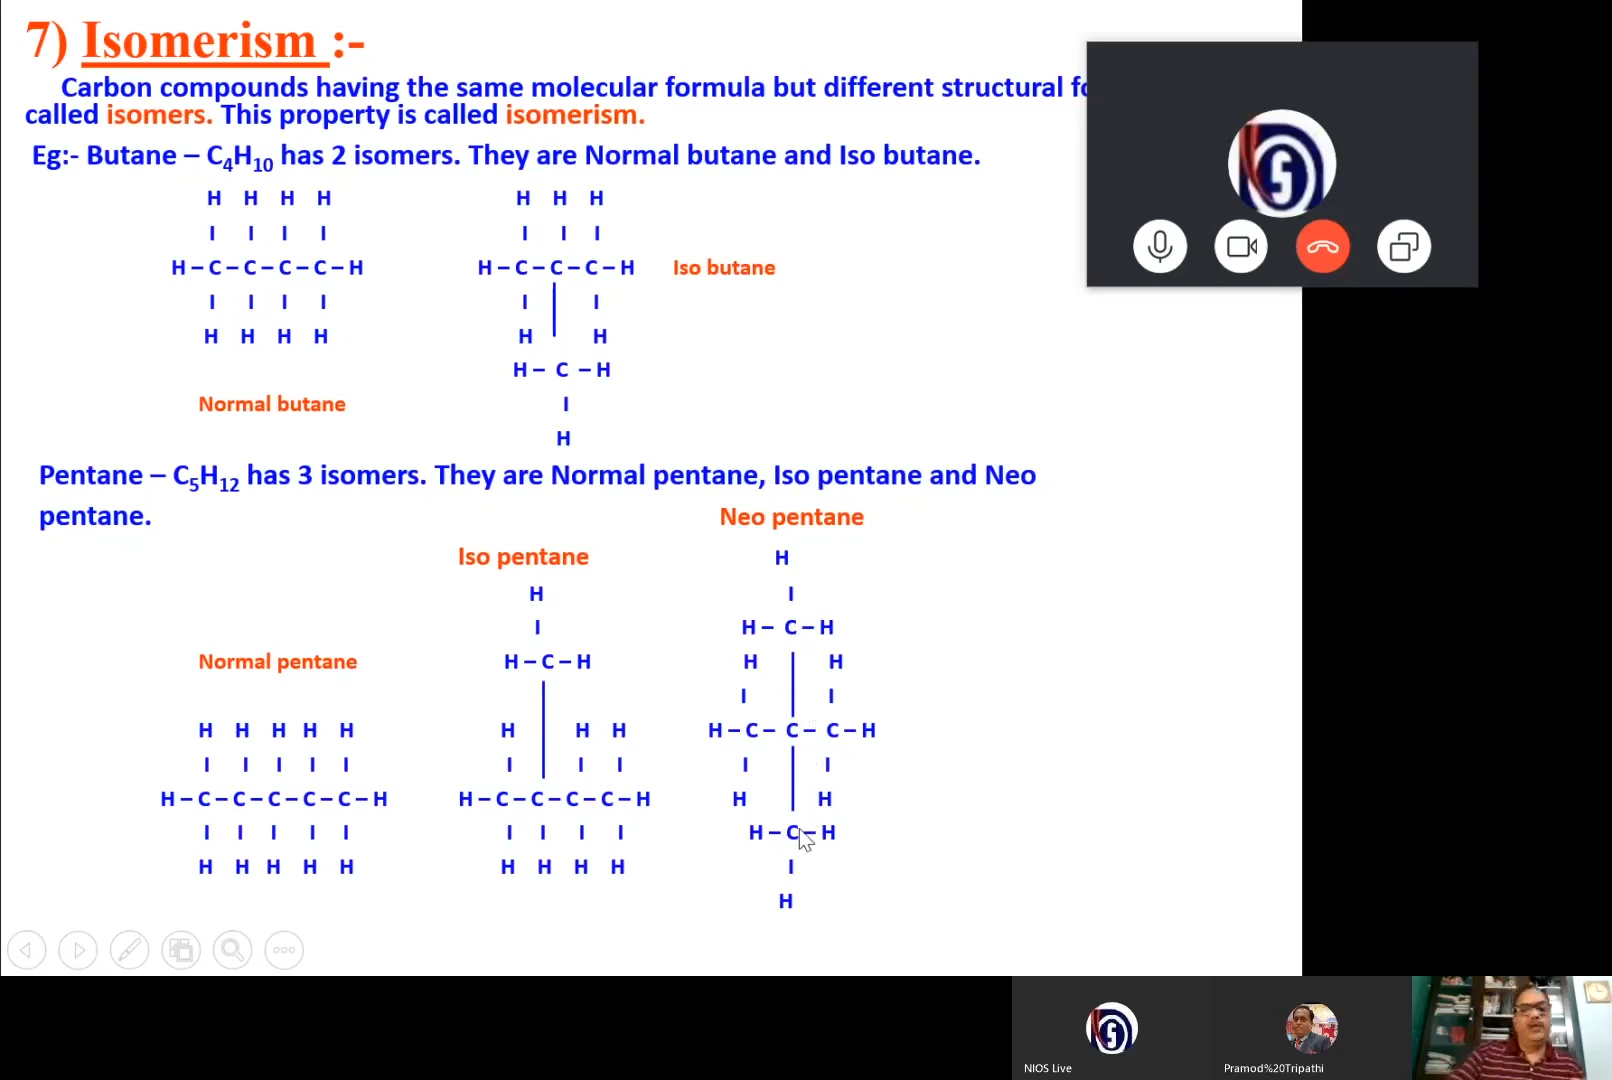 7) Isomerism :-
Carbon compounds having the same molecular formula but different structural
called isomers. This property is called isomerism.
Eg:- Butane – C4H10 has 2 isomers. They are Normal butane and Iso butane.
H H H H H H H
I I I I I I I
H – C – C – C – C – H H – C – C – C – H Iso butane
I I I I I I
H H H H H H
H – C – H
Normal butane I
H
Pentane – C5H12 has 3 isomers. They are Normal pentane, Iso pentane and Neo
pentane.
Neo pentane
Iso pentane H
H I
I H – C – H
Normal pentane H – C – H H H
I I
H H H H H H H H H – C – C – C – H
I I I I I I I I I I
H – C – C – C – C – C – H H – C – C – C – C – H H H
I I I I I I I I I H – C – H
H H H H H H H H H I
H
NIOS Live Pramod%20Tripathi